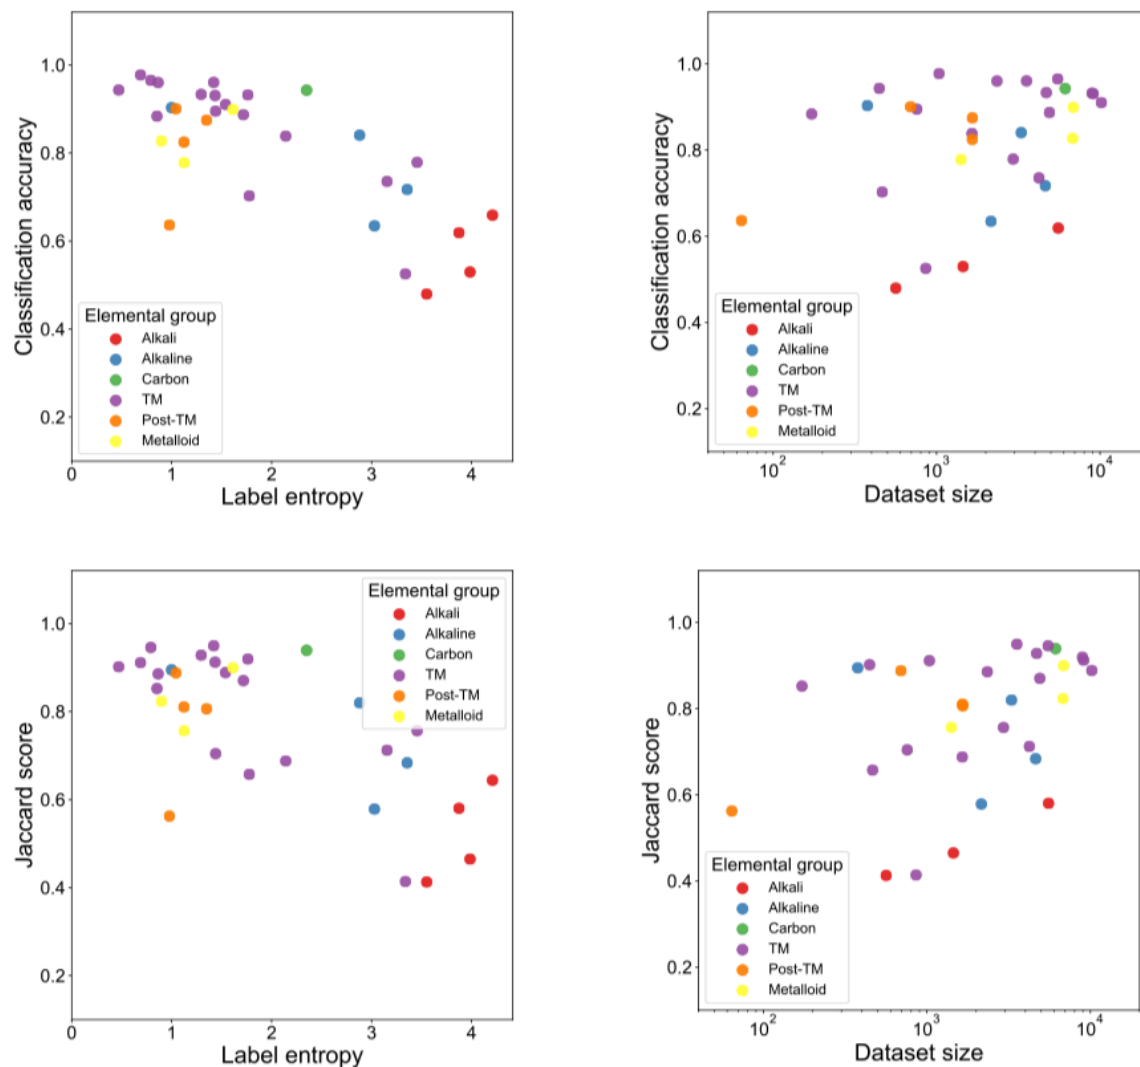 1.0
0.8
0.6
0.4
0.2
Classification accuracy
Elemental group
Alkali
Alkaline
Carbon
TM
Post-TM
Metalloid
0
1
2
3
4
Label entropy
1.0
0.8
0.6
0.4
0.2
Classification accuracy
Elemental group
Alkali
Alkaline
Carbon
TM
Post-TM
Metalloid
10²
10³
10⁴
Dataset size
1.0
0.8
0.6
0.4
0.2
Jaccard score
Elemental group
Alkali
Alkaline
Carbon
TM
Post-TM
Metalloid
0
1
2
3
4
Label entropy
1.0
0.8
0.6
0.4
0.2
Jaccard score
Elemental group
Alkali
Alkaline
Carbon
TM
Post-TM
Metalloid
10²
10³
10⁴
Dataset size